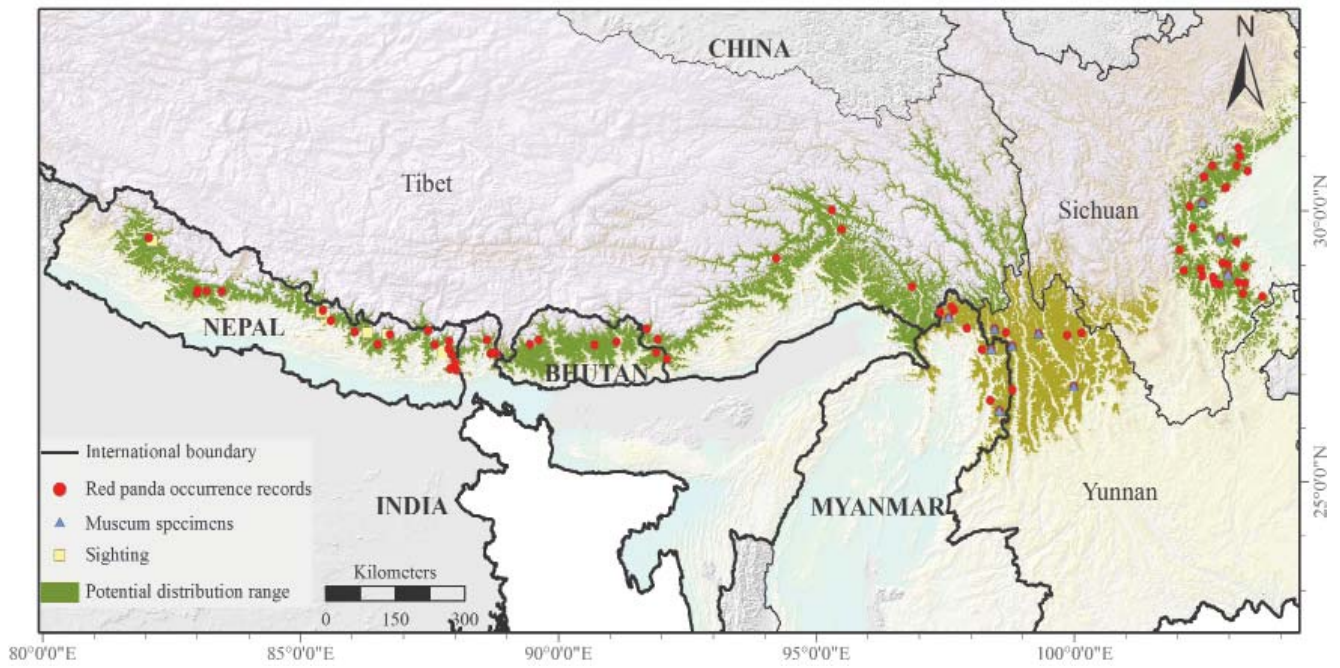 CHINA
N
Tibet
Sichuan
NEPAL
BHUTAN
INDIA
MYANMAR
Yunnan
International boundary
Red panda occurrence records
Museum specimens
Sighting
Potential distribution range
Kilometers
0 150 300
30°0'0"N
25°0'0"N
80°0'0"E 85°0'0"E 90°0'0"E 95°0'0"E 100°0'0"E